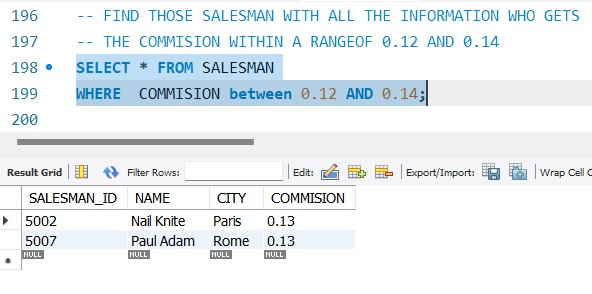 196 -- FIND THOSE SALESMAN WITH ALL THE INFORMATION WHO GETS
197 -- THE COMMISION WITHIN A RANGEOF 0.12 AND 0.14
198 SELECT * FROM SALESMAN
199 WHERE COMMISION between 0.12 AND 0.14;
200
Result Grid Filter Rows: Edit: Export/Import: Wrap Cell C
SALESMAN_ID NAME CITY COMMISION
5002 Nail Knite Paris 0.13
5007 Paul Adam Rome 0.13
NULL NULL NULL NULL